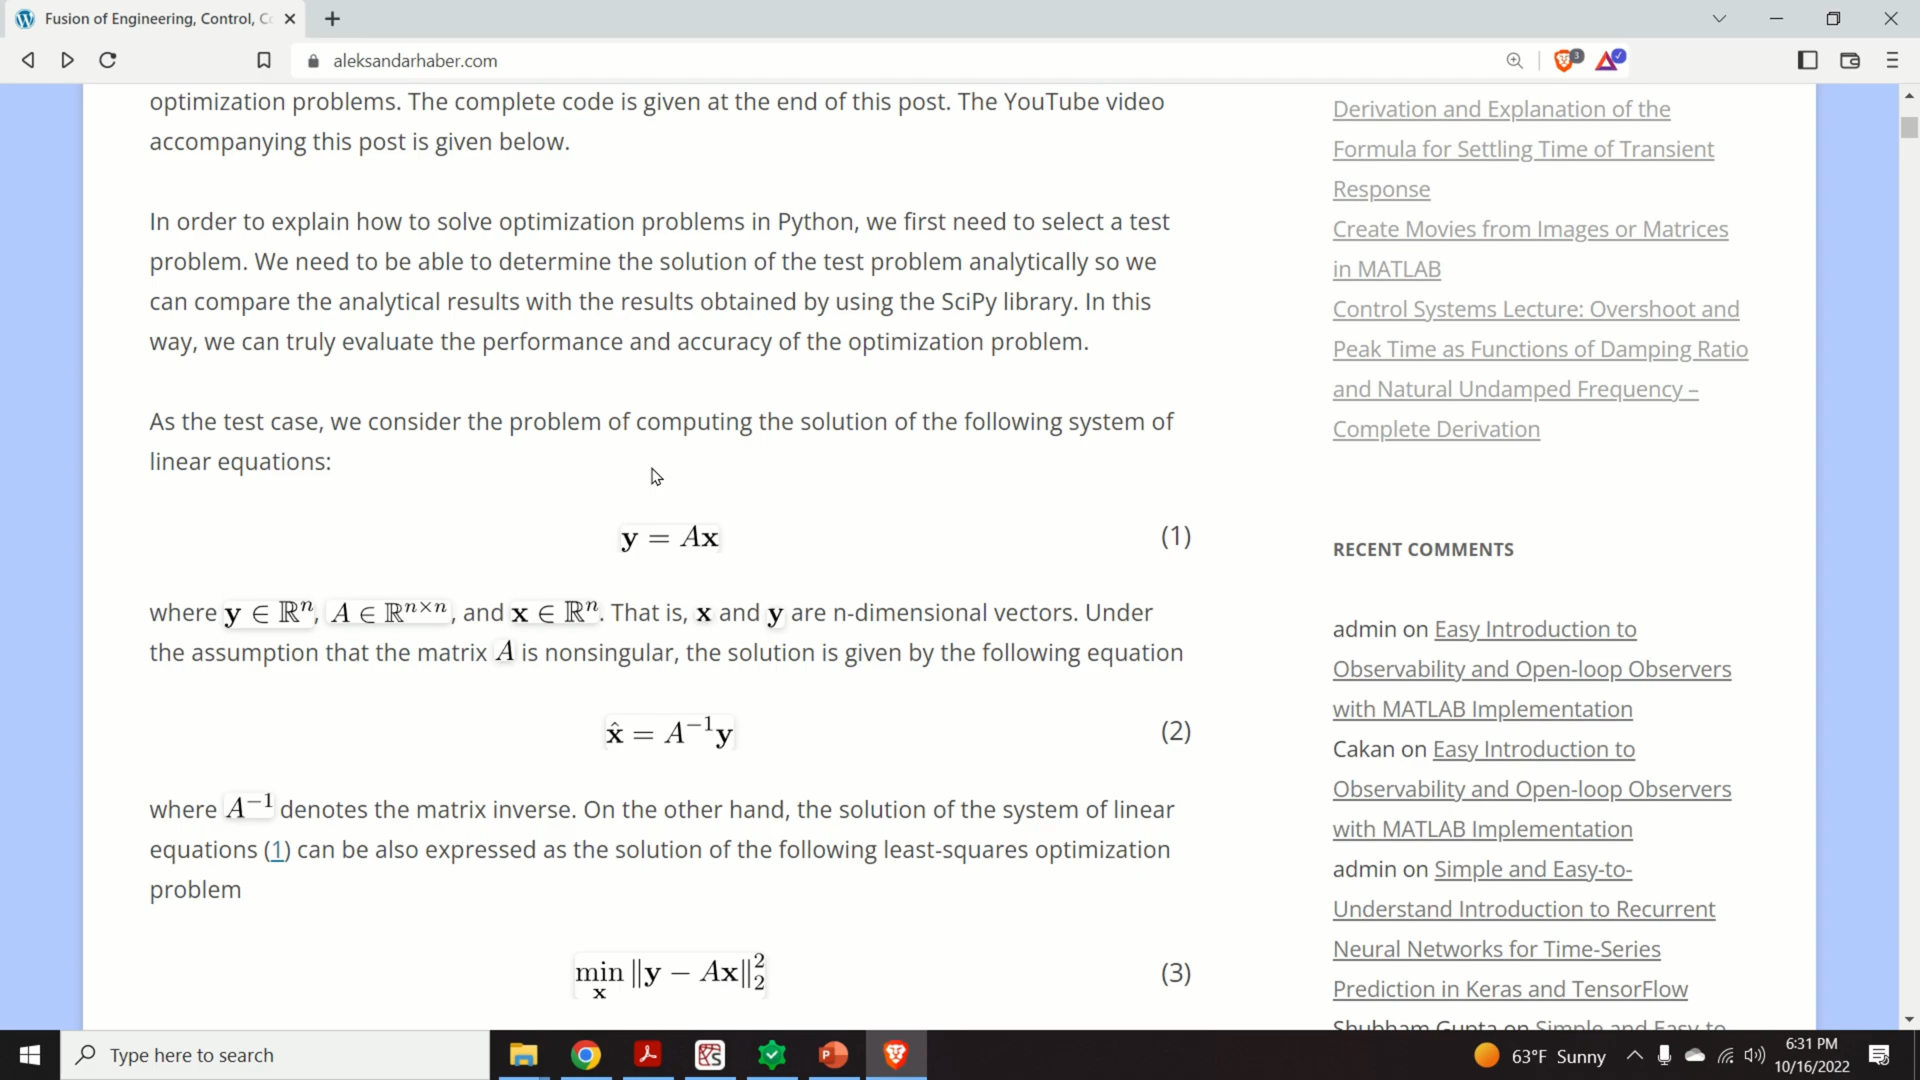 Fusion of Engineering, Control, Co
aleksandarhaber.com
3
optimization problems. The complete code is given at the end of this post. The YouTube video
accompanying this post is given below.
In order to explain how to solve optimization problems in Python, we first need to select a test
problem. We need to be able to determine the solution of the test problem analytically so we
can compare the analytical results with the results obtained by using the SciPy library. In this
way, we can truly evaluate the performance and accuracy of the optimization problem.
As the test case, we consider the problem of computing the solution of the following system of
linear equations:
y = Ax (1)
where y ∈ ℝⁿ, A ∈ ℝⁿˣⁿ, and x ∈ ℝⁿ. That is, x and y are n-dimensional vectors. Under
the assumption that the matrix A is nonsingular, the solution is given by the following equation
x̂ = A⁻¹y (2)
where A⁻¹ denotes the matrix inverse. On the other hand, the solution of the system of linear
equations (1) can be also expressed as the solution of the following least-squares optimization
problem
min ‖y − Ax‖₂² (3)
x
Derivation and Explanation of the
Formula for Settling Time of Transient
Response
Create Movies from Images or Matrices
in MATLAB
Control Systems Lecture: Overshoot and
Peak Time as Functions of Damping Ratio
and Natural Undamped Frequency –
Complete Derivation
RECENT COMMENTS
admin on Easy Introduction to
Observability and Open-loop Observers
with MATLAB Implementation
Cakan on Easy Introduction to
Observability and Open-loop Observers
with MATLAB Implementation
admin on Simple and Easy-to-
Understand Introduction to Recurrent
Neural Networks for Time-Series
Prediction in Keras and TensorFlow
Shubham Gupta on Simple and Easy-to
Type here to search
63°F Sunny
6:31 PM
10/16/2022